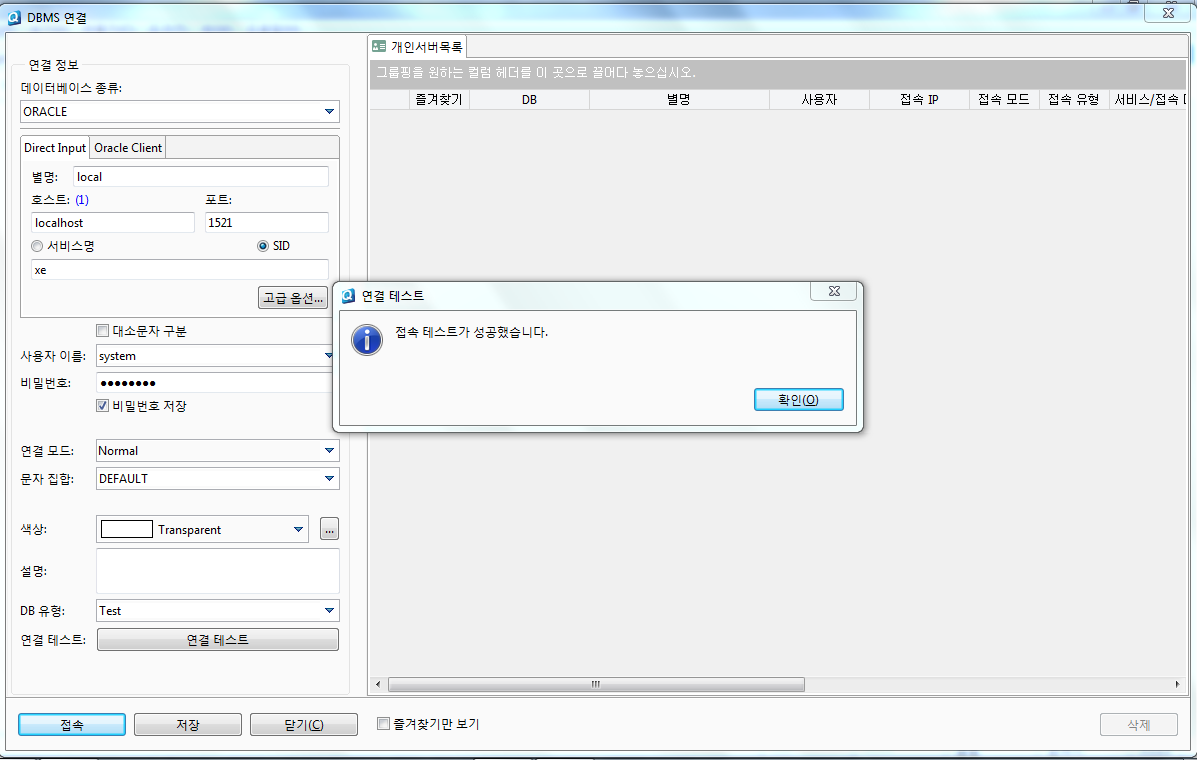 DBMS 연결
연결 정보
데이터베이스 종류:
ORACLE
Direct Input Oracle Client
별명: local
호스트: (1) 포트:
localhost 1521
서비스명 SID
xe
고급 옵션...
대소문자 구분
사용자 이름: system
비밀번호: ●●●●●●●●
비밀번호 저장
연결 모드: Normal
문자 집합: DEFAULT
색상: Transparent ...
설명:
DB 유형: Test
연결 테스트: 연결 테스트
개인서버목록
그룹핑을 원하는 컬럼 헤더를 이 곳으로 끌어다 놓으십시오.
즐겨찾기 DB 별명 사용자 접속 IP 접속 모드 접속 유형 서비스/접속
연결 테스트
접속 테스트가 성공했습니다.
확인(O)
접속 저장 닫기(C) 즐겨찾기만 보기 삭제